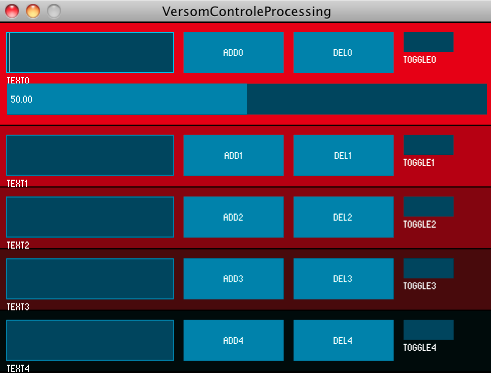 VersomControleProcessing
ADD0 DEL0
TOGGLE0
TEXT0
50.00
ADD1 DEL1
TOGGLE1
TEXT1
ADD2 DEL2
TOGGLE2
TEXT2
ADD3 DEL3
TOGGLE3
TEXT3
ADD4 DEL4
TOGGLE4
TEXT4